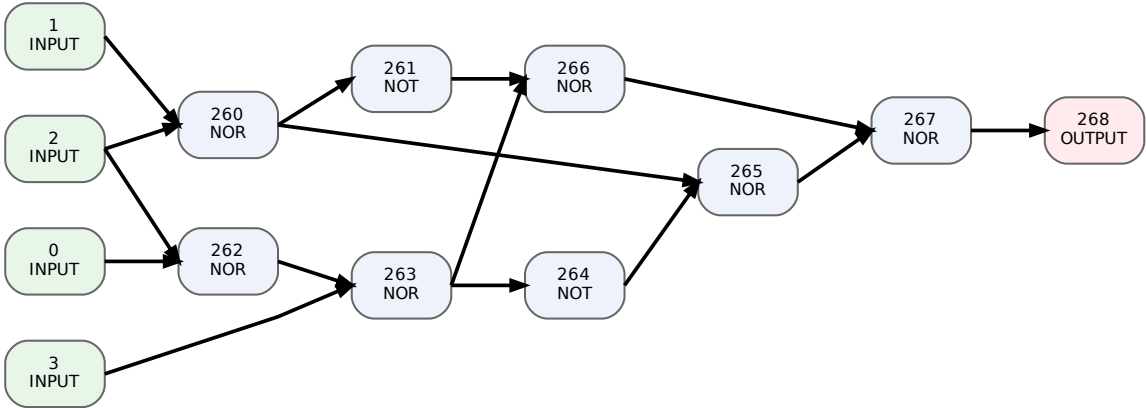 1
INPUT
2
INPUT
0
INPUT
3
INPUT
260
NOR
262
NOR
261
NOT
263
NOR
266
NOR
264
NOT
265
NOR
267
NOR
268
OUTPUT